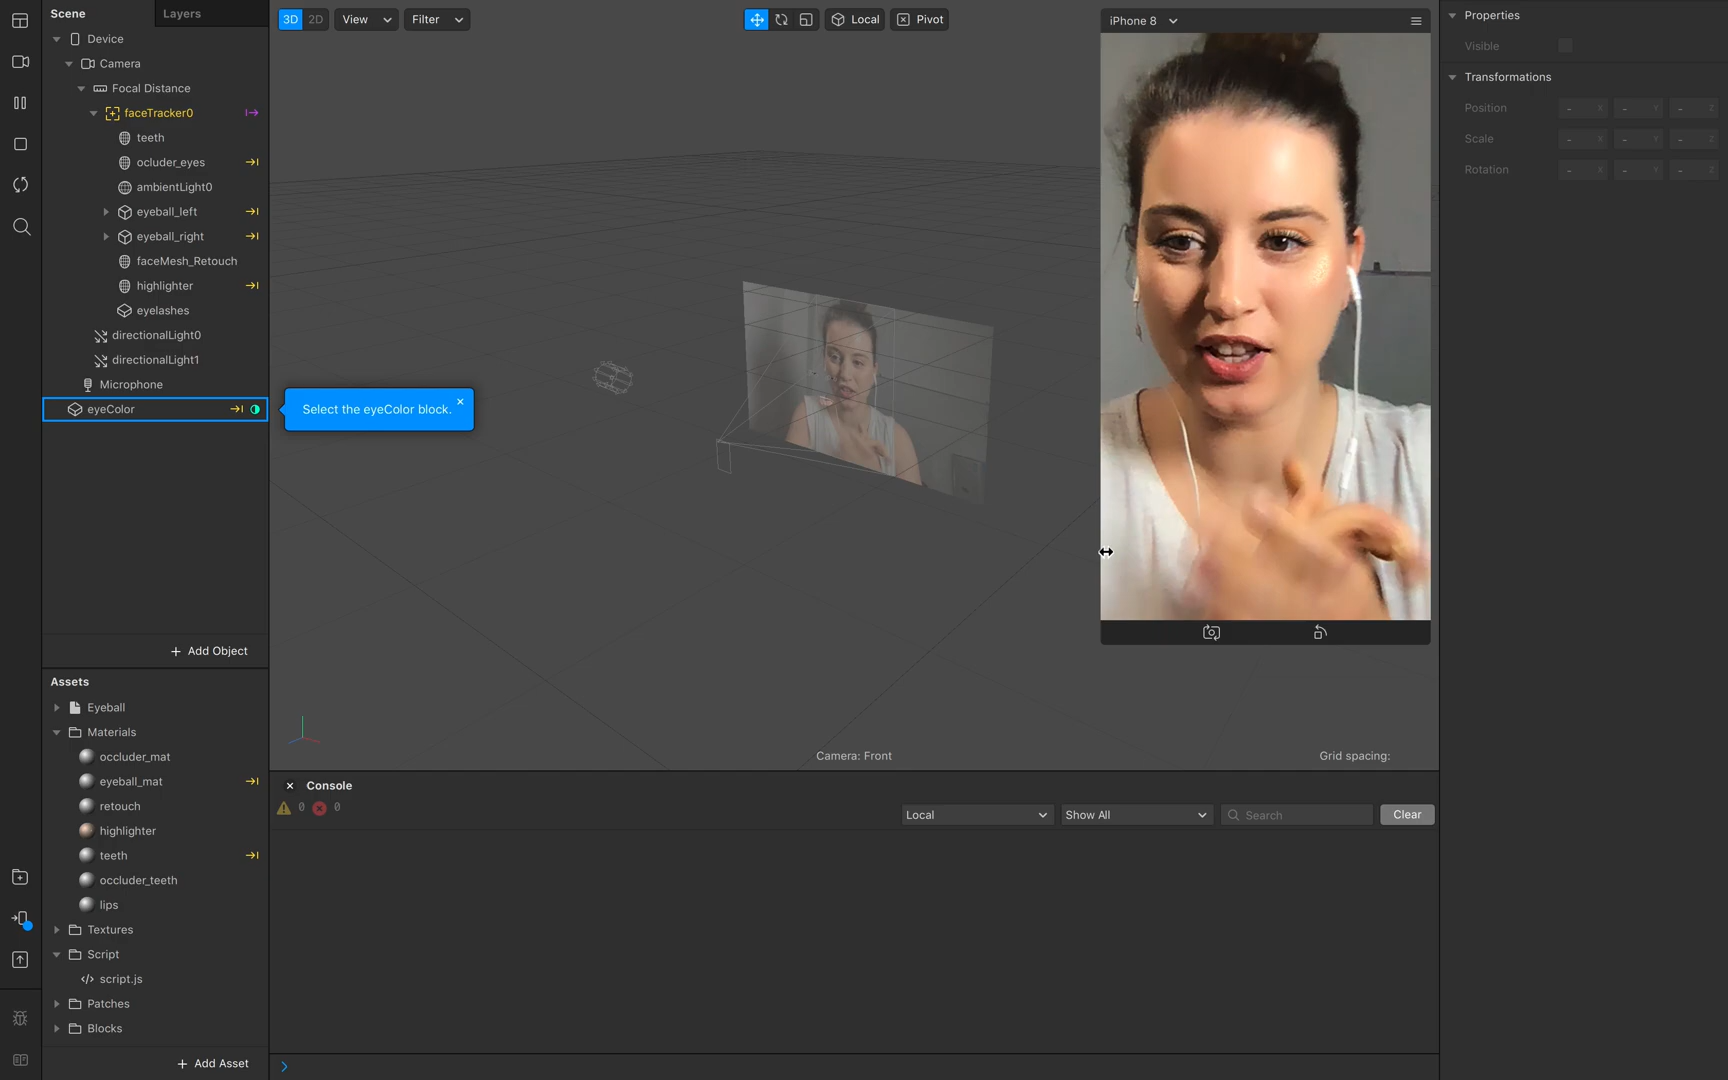 Scene
Layers
Device
Camera
Focal Distance
faceTracker0
teeth
ocluder_eyes
ambientLight0
eyeball_left
eyeball_right
faceMesh_Retouch
highlighter
eyelashes
directionalLight0
directionalLight1
Microphone
eyeColor
+ Add Object
Assets
Eyeball
Materials
occluder_mat
eyeball_mat
retouch
highlighter
teeth
occluder_teeth
lips
Textures
Script
script.js
Patches
Blocks
+ Add Asset
3D 2D View Filter
Local Pivot
Select the eyeColor block.
iPhone 8
Camera: Front
Grid spacing:
Console
0 0
Local
Show All
Search
Clear
Properties
Visible
Transformations
Position - X - Y - Z
Scale - X - Y - Z
Rotation - X - Y - Z